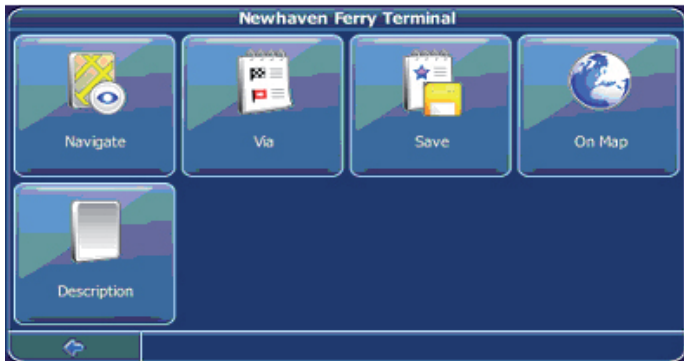 Newhaven Ferry Terminal
Navigate
Via
Save
On Map
Description